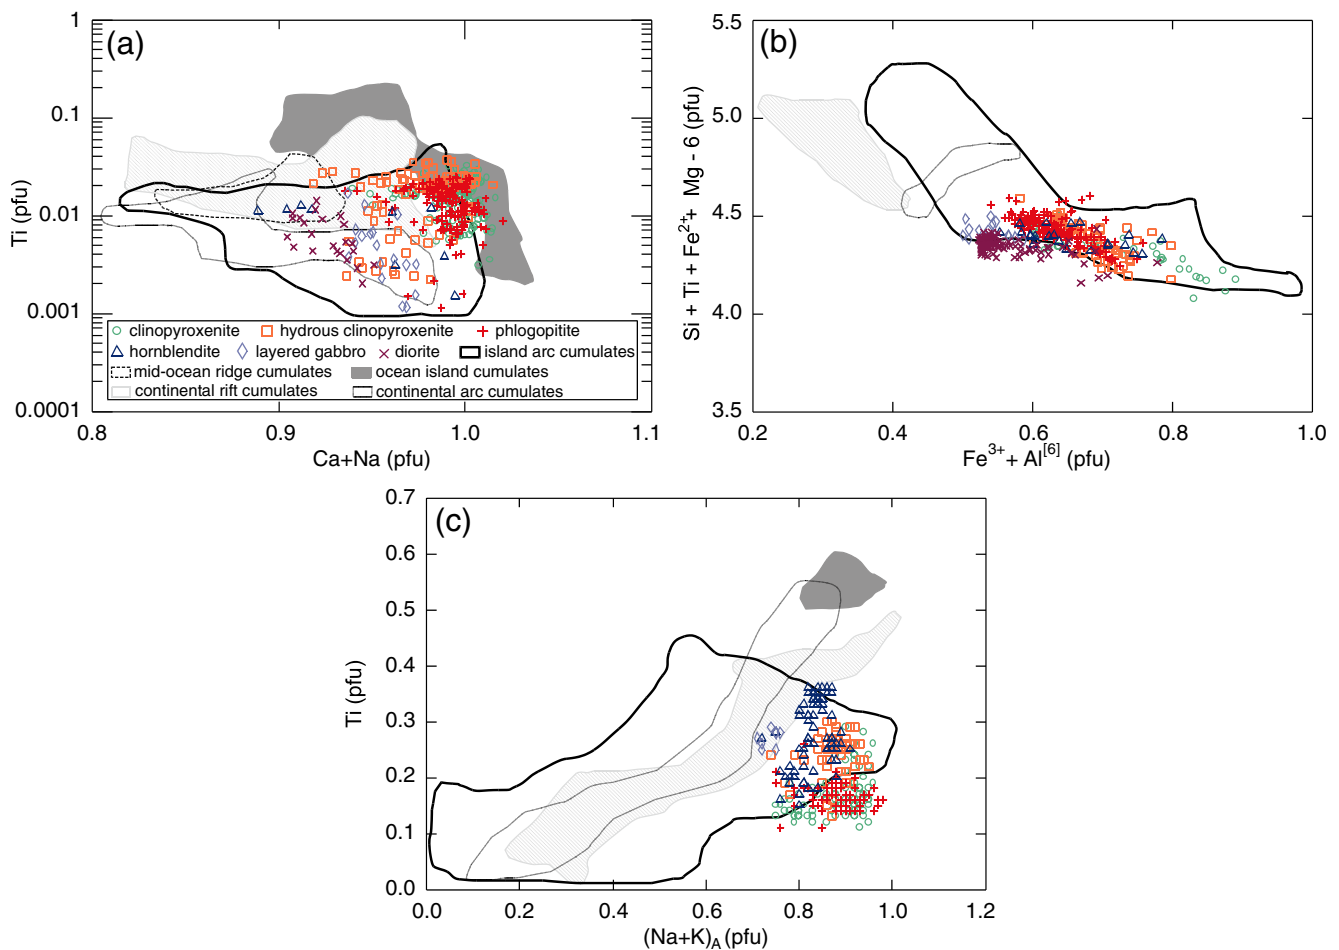 (a)
1
0.1
0.01
0.001
0.0001
Ti (pfu)
0.8 0.9 1.0 1.1
Ca+Na (pfu)
clinopyroxenite hydrous clinopyroxenite phlogopitite
hornblendite layered gabbro diorite island arc cumulates
mid-ocean ridge cumulates ocean island cumulates
continental rift cumulates continental arc cumulates
(b)
5.5
5.0
4.5
4.0
3.5
Si + Ti + Fe2++ Mg - 6 (pfu)
0.2 0.4 0.6 0.8 1.0
Fe3++ Al[6] (pfu)
(c)
0.7
0.6
0.5
0.4
0.3
0.2
0.1
0.0
Ti (pfu)
0.0 0.2 0.4 0.6 0.8 1.0 1.2
(Na+K)A (pfu)